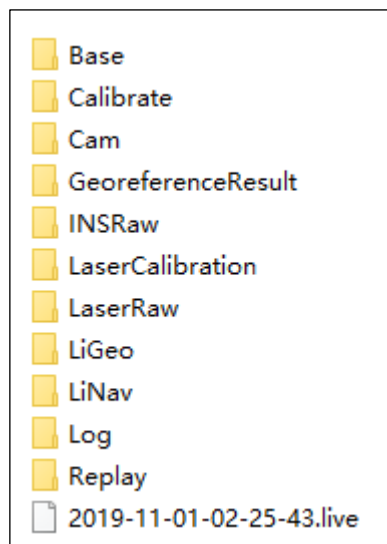 Base
Calibrate
Cam
GeoreferenceResult
INSRaw
LaserCalibration
LaserRaw
LiGeo
LiNav
Log
Replay
2019-11-01-02-25-43.live